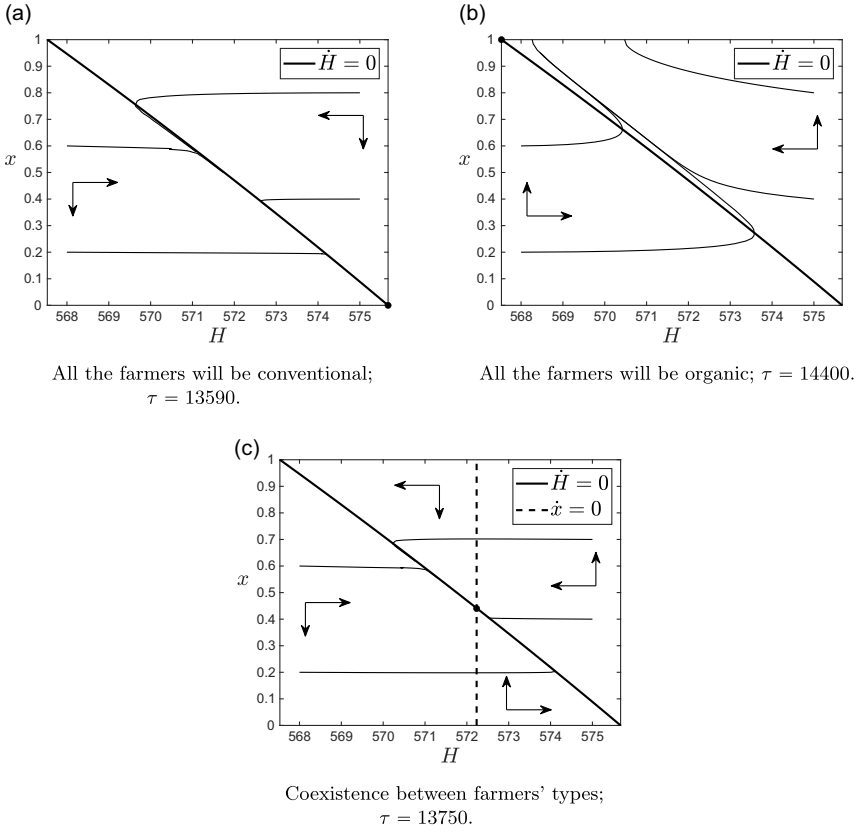 (a)
1
0.9
0.8
0.7
0.6
x
0.5
0.4
0.3
0.2
0.1
0
568 569 570 571 572 573 574 575
H
Ḣ = 0
All the farmers will be conventional;
τ = 13590.
(b)
1
0.9
0.8
0.7
0.6
x
0.5
0.4
0.3
0.2
0.1
0
568 569 570 571 572 573 574 575
H
Ḣ = 0
All the farmers will be organic; τ = 14400.
(c)
1
0.9
0.8
0.7
0.6
x
0.5
0.4
0.3
0.2
0.1
0
568 569 570 571 572 573 574 575
H
Ḣ = 0
ẋ = 0
Coexistence between farmers' types;
τ = 13750.